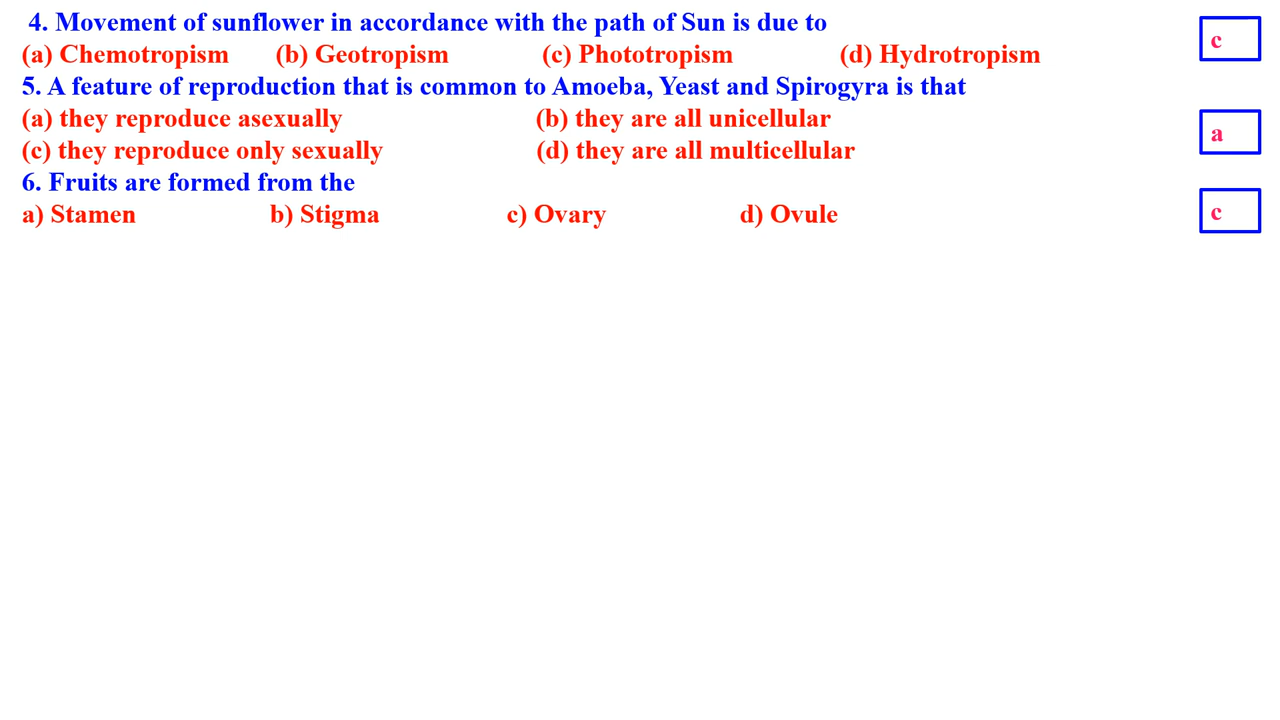 4. Movement of sunflower in accordance with the path of Sun is due to
(a) Chemotropism (b) Geotropism (c) Phototropism (d) Hydrotropism
c
5. A feature of reproduction that is common to Amoeba, Yeast and Spirogyra is that
(a) they reproduce asexually (b) they are all unicellular
a
(c) they reproduce only sexually (d) they are all multicellular
6. Fruits are formed from the
a) Stamen b) Stigma c) Ovary d) Ovule
c